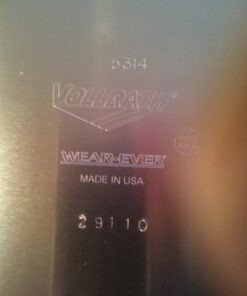 5314
VOLLRATH
WEAR-EVER
MADE IN USA
29110